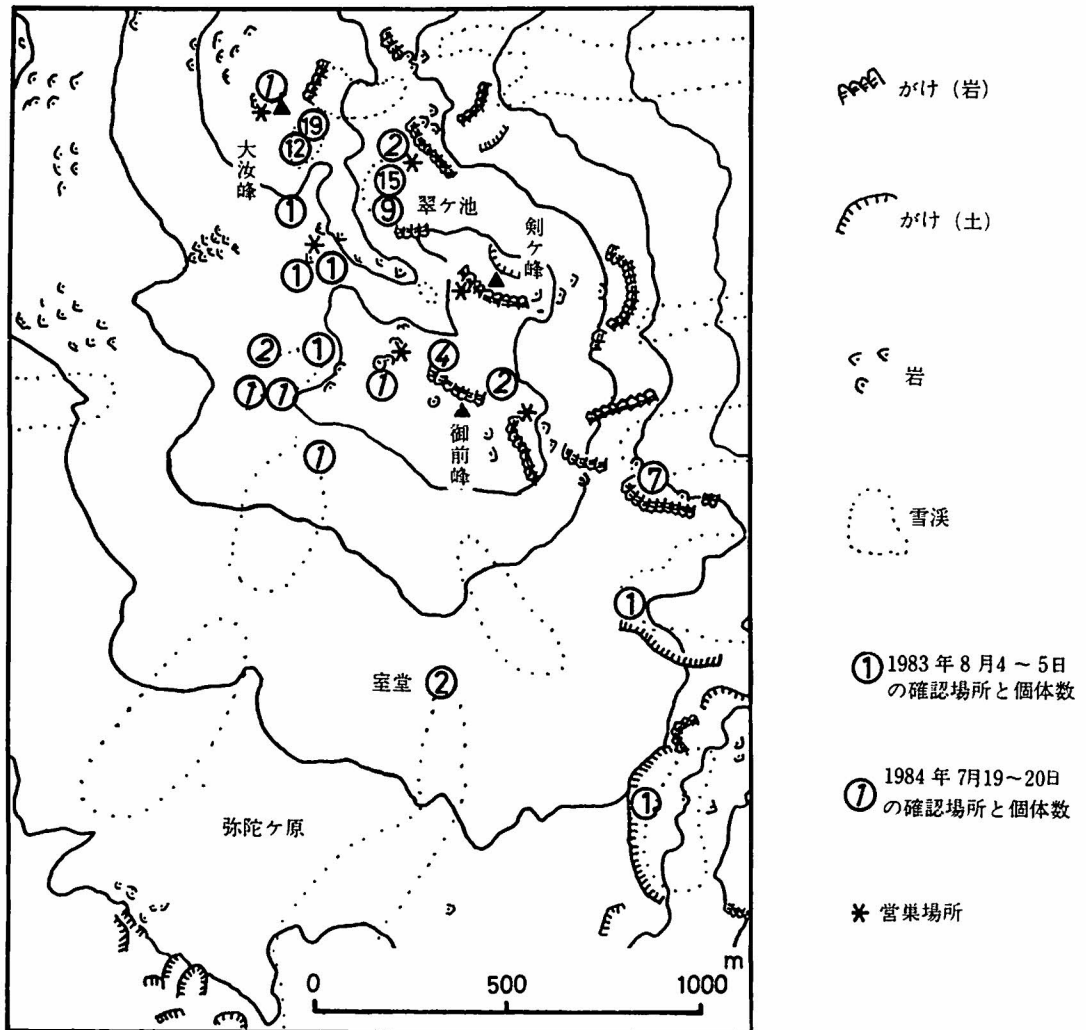 1
19
12
大汝峰
2
15
9
翠ケ池
1
剣ケ峰
1
1
2
1
4
2
1
1
1
御前峰
1
7
1
室堂
2
1
弥陀ケ原
m
0
500
1000
がけ(岩)
がけ(土)
岩
雪渓
1 1983年8月4~5日
の確認場所と個体数
1 1984年7月19~20日
の確認場所と個体数
* 営巣場所